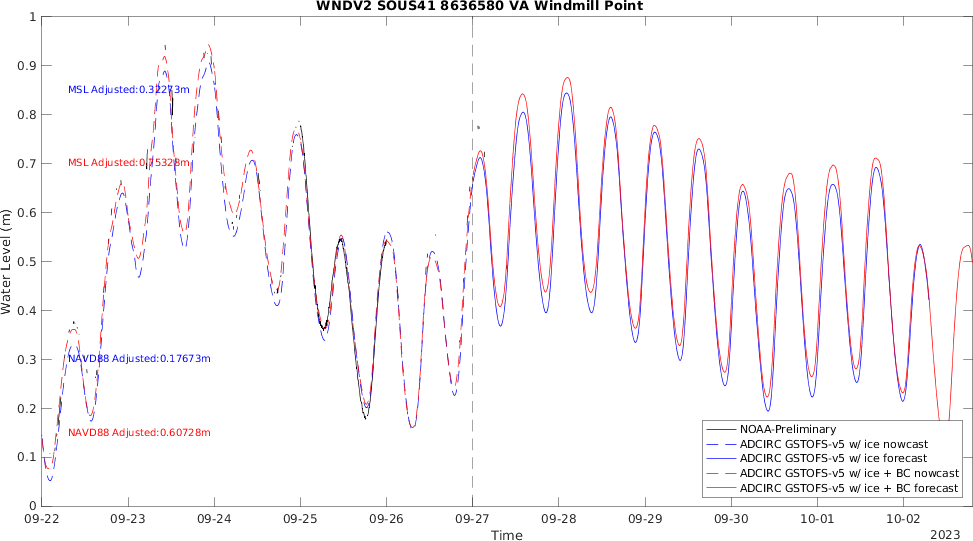 WNDV2 SOUS41 8636580 VA Windmill Point
Water Level (m)
1
0.9
0.8
0.7
0.6
0.5
0.4
0.3
0.2
0.1
0
MSL Adjusted:0.32273m
MSL Adjusted:0.75328m
NAVD88 Adjusted:0.17673m
NAVD88 Adjusted:0.60728m
NOAA-Preliminary
ADCIRC GSTOFS-v5 w/ ice nowcast
ADCIRC GSTOFS-v5 w/ ice forecast
ADCIRC GSTOFS-v5 w/ ice + BC nowcast
ADCIRC GSTOFS-v5 w/ ice + BC forecast
09-22 09-23 09-24 09-25 09-26 09-27 09-28 09-29 09-30 10-01 10-02
Time
2023